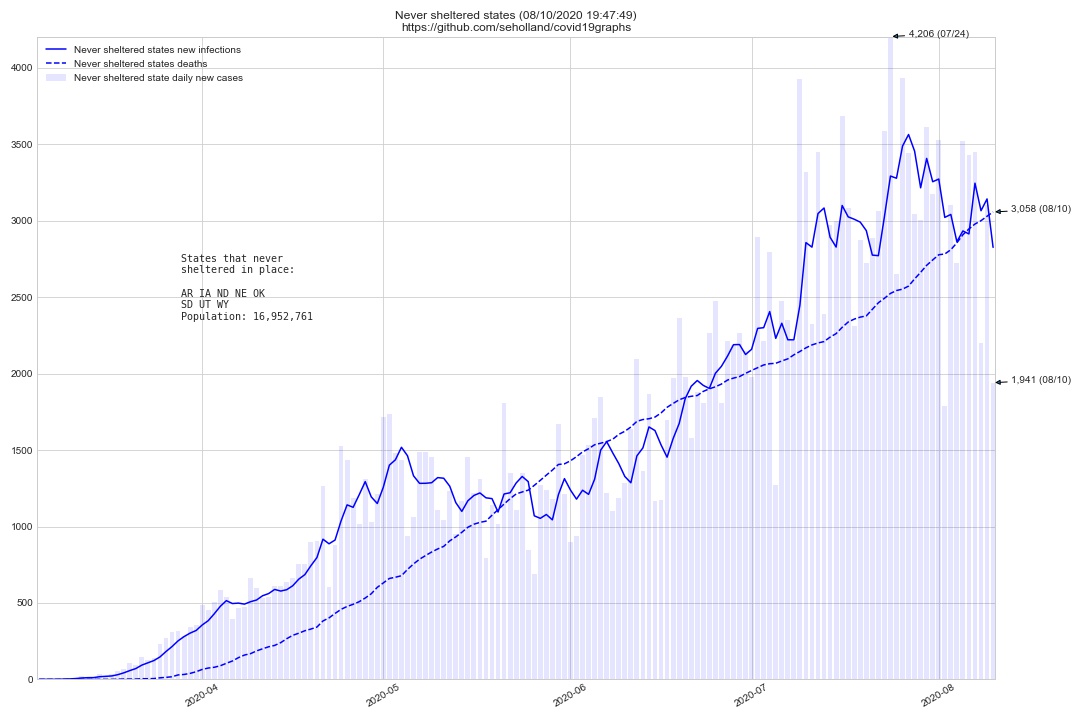 Never sheltered states (08/10/2020 19:47:49)
https://github.com/seholland/covid19graphs
4,206 (07/24)
Never sheltered states new infections
Never sheltered states deaths
Never sheltered state daily new cases
4000
3500
3000
3,058 (08/10)
States that never
sheltered in place:
AR IA ND NE OK
SD UT WY
Population: 16,952,761
2500
2000
1,941 (08/10)
1500
1000
500
0
2020-04
2020-05
2020-06
2020-07
2020-08